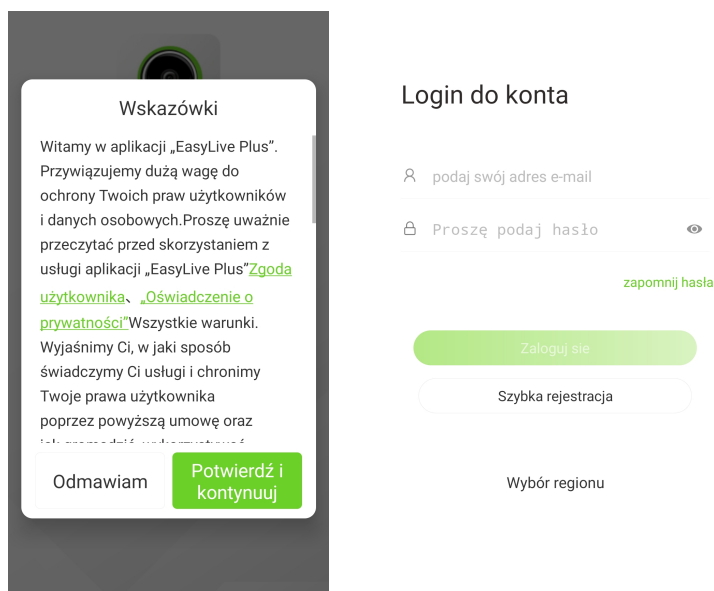 Wskazówki
Witamy w aplikacji „EasyLive Plus”.
Przywiązujemy dużą wagę do
ochrony Twoich praw użytkowników
i danych osobowych.Proszę uważnie
przeczytać przed skorzystaniem z
usługi aplikacji „EasyLive Plus”Zgoda
użytkownika、„Oświadczenie o
prywatności”Wszystkie warunki.
Wyjaśnimy Ci, w jaki sposób
świadczymy Ci usługi i chronimy
Twoje prawa użytkownika
poprzez powyższą umowę oraz
jak gromadzić, wykorzystywać
Odmawiam
Potwierdź i
kontynuuj
Login do konta
podaj swój adres e-mail
Proszę podaj hasło
zapomnij hasła
Zaloguj sie
Szybka rejestracja
Wybór regionu